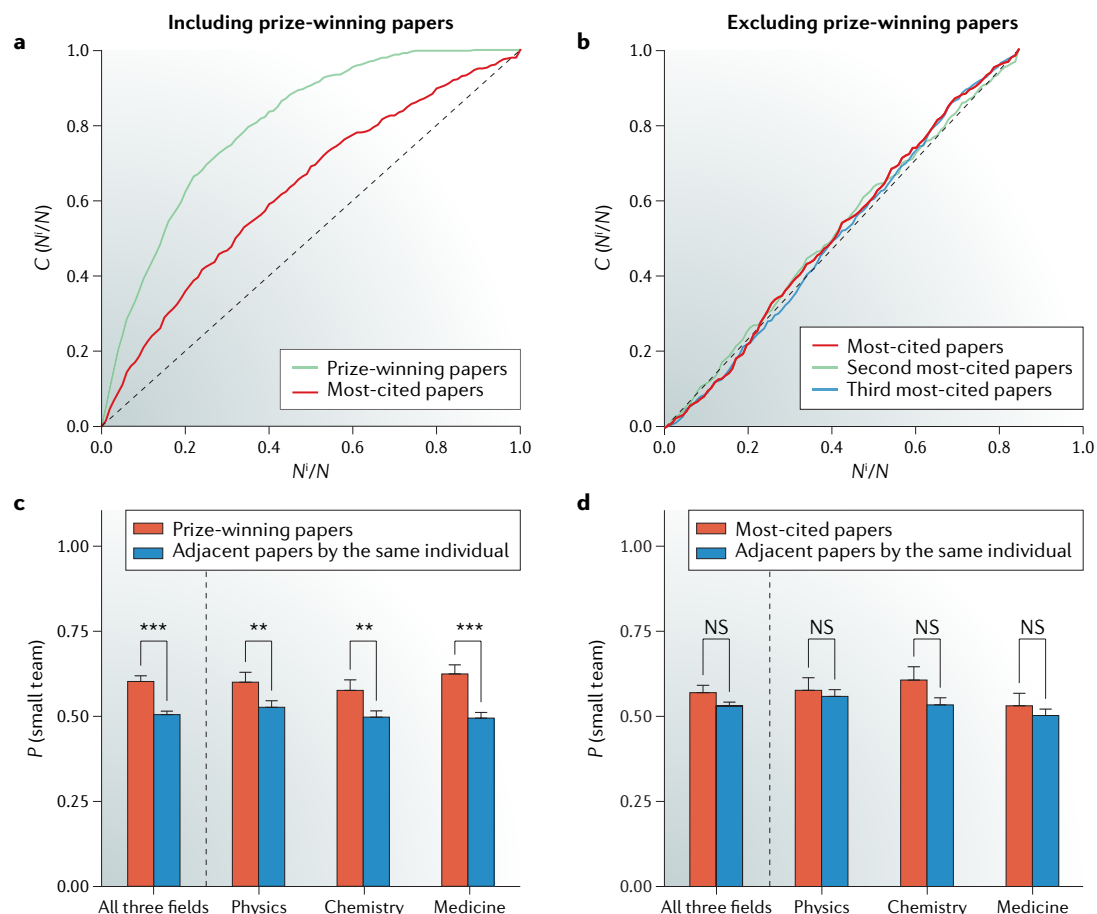 Including prize-winning papers
a
1.0
0.8
0.6
0.4
0.2
0.0
C (Nⁱ/N)
Prize-winning papers
Most-cited papers
0.0 0.2 0.4 0.6 0.8 1.0
Nⁱ/N
Excluding prize-winning papers
b
1.0
0.8
0.6
0.4
0.2
0.0
C (Nⁱ/N)
Most-cited papers
Second most-cited papers
Third most-cited papers
0.0 0.2 0.4 0.6 0.8 1.0
Nⁱ/N
c
Prize-winning papers
Adjacent papers by the same individual
1.00
0.75
0.50
0.25
0.00
P (small team)
*** ** ** ***
All three fields Physics Chemistry Medicine
d
Most-cited papers
Adjacent papers by the same individual
1.00
0.75
0.50
0.25
0.00
P (small team)
NS NS NS NS
All three fields Physics Chemistry Medicine